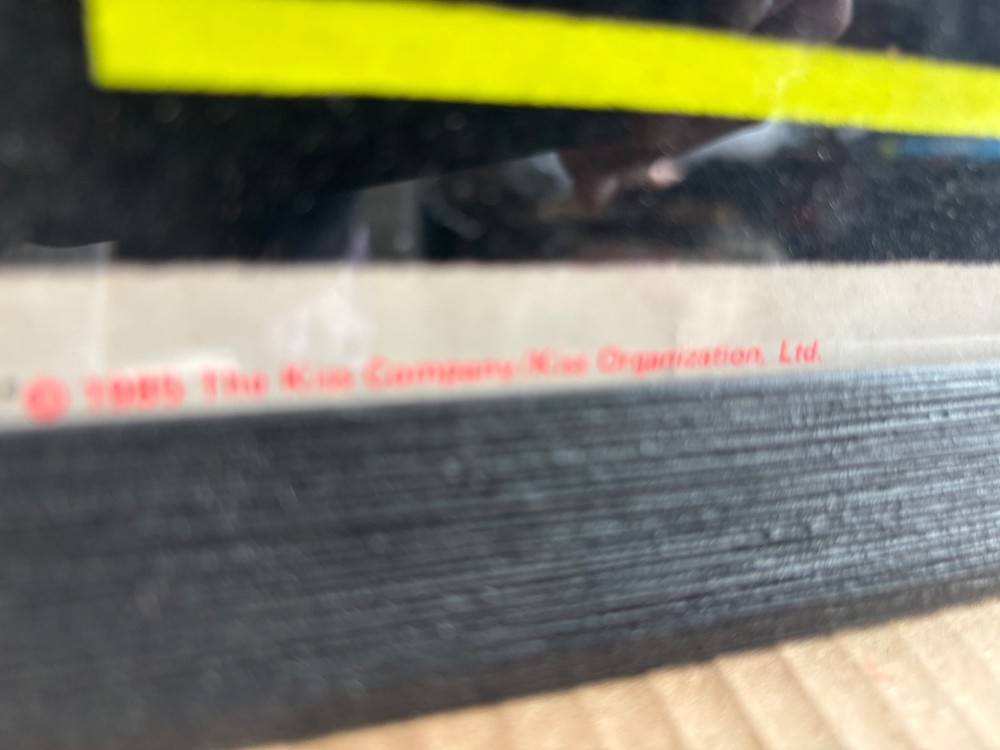 © 1985 The Kiss Company/Kiss Organization, Ltd.